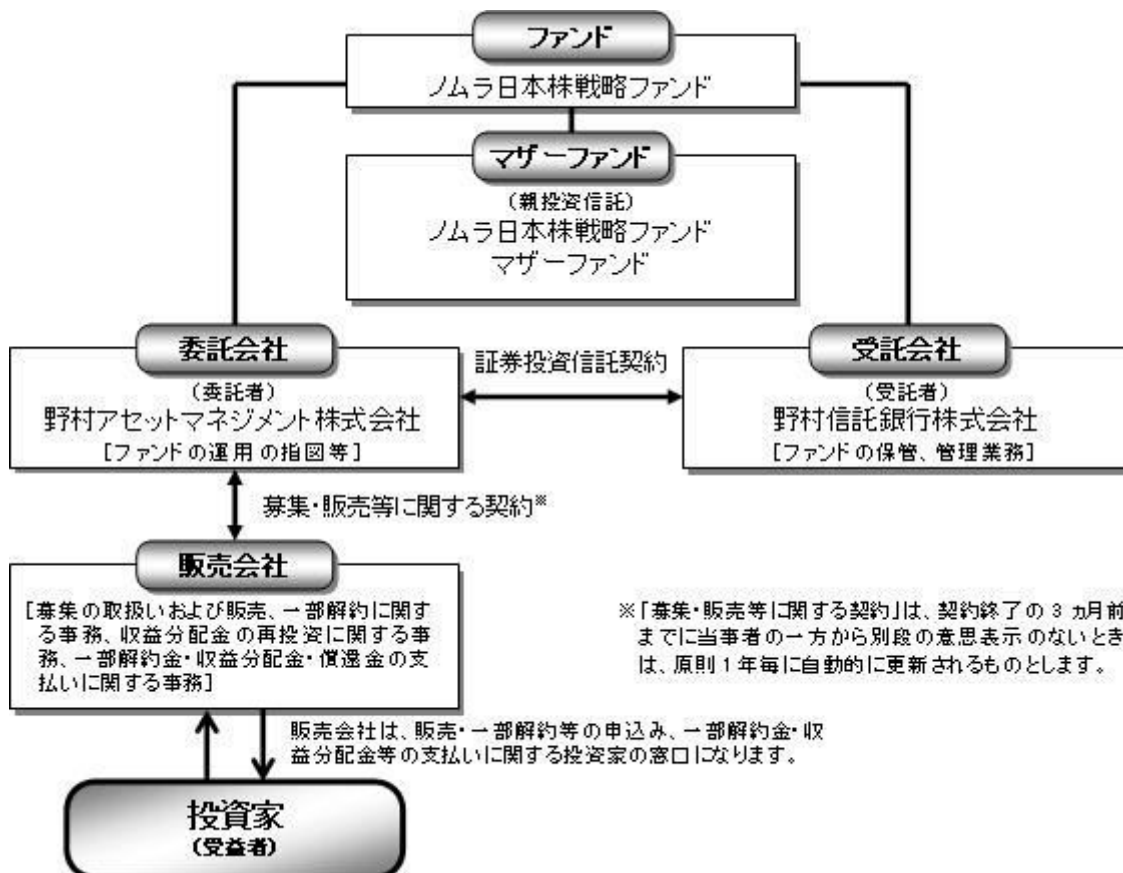 ファンド
ノムラ日本株戦略ファンド
マザーファンド
(親投資信託)
ノムラ日本株戦略ファンド
マザーファンド
委託会社
(委託者)
野村アセットマネジメント株式会社
[ファンドの運用の指図等]
証券投資信託契約
受託会社
(受託者)
野村信託銀行株式会社
[ファンドの保管、管理業務]
募集・販売等に関する契約※
販売会社
[募集の取扱いおよび販売、一部解約に関す
る事務、収益分配金の再投資に関する事
務、一部解約金・収益分配金・償還金の支
払いに関する事務]
※「募集・販売等に関する契約」は、契約終了の3ヵ月前
までに当事者の一方から別段の意思表示のないとき
は、原則1年毎に自動的に更新されるものとします。
販売会社は、販売・一部解約等の申込み、一部解約金・収
益分配金等の支払いに関する投資家の窓口になります。
投資家
(受益者)